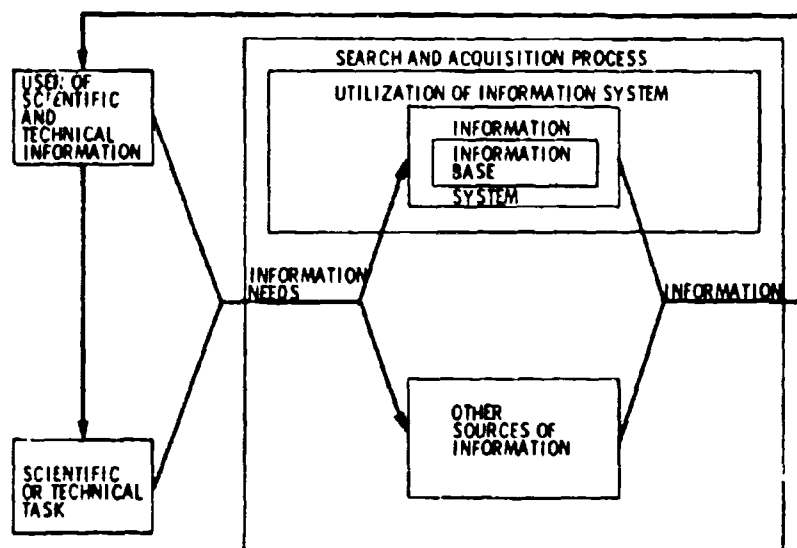 SEARCH AND ACQUISITION PROCESS
UTILIZATION OF INFORMATION SYSTEM
USER OF
SCIENTIFIC
AND
TECHNICAL
INFORMATION
INFORMATION
INFORMATION
BASE
SYSTEM
INFORMATION
NEEDS
INFORMATION
OTHER
SOURCES OF
INFORMATION
SCIENTIFIC
OR TECHNICAL
TASK